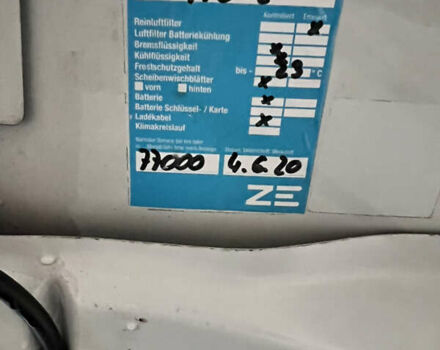 Kontrolliert Erneuert
Reinluftfilter x
Luftfilter Batteriekühlung
Bremsflüssigkeit x
Kühlflüssigkeit x
Frostschutzgehalt bis - 29 °C
Scheibenwischblätter x
vorn hinten
Batterie x
Batterie Schlüssel- / Karte
Ladekabel x
Klimakreislauf
77000 4.6.20
ZE